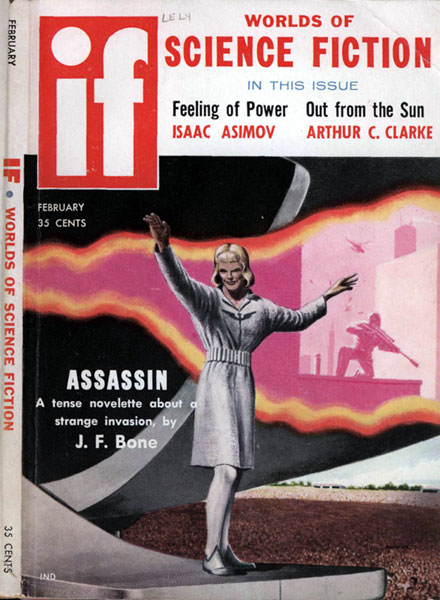 FEBRUARY
IF • WORLDS OF SCIENCE FICTION
35 CENTS
LELY
if
WORLDS OF
SCIENCE FICTION
IN THIS ISSUE
Feeling of Power
ISAAC ASIMOV
Out from the Sun
ARTHUR C. CLARKE
FEBRUARY
35 CENTS
ASSASSIN
A tense novelette about a
strange invasion, by
J. F. Bone
IND